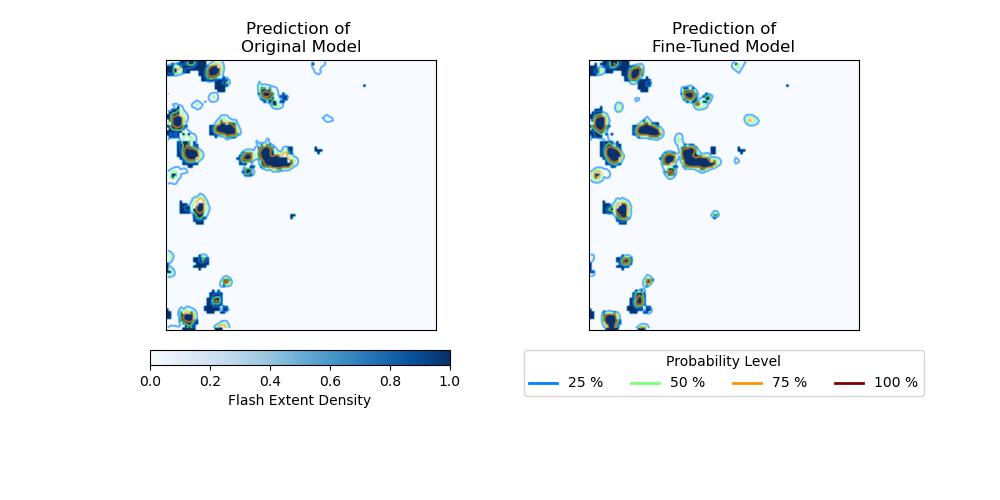 Prediction of
Original Model
Prediction of
Fine-Tuned Model
0.0 0.2 0.4 0.6 0.8 1.0
Flash Extent Density
Probability Level
25 % 50 % 75 % 100 %